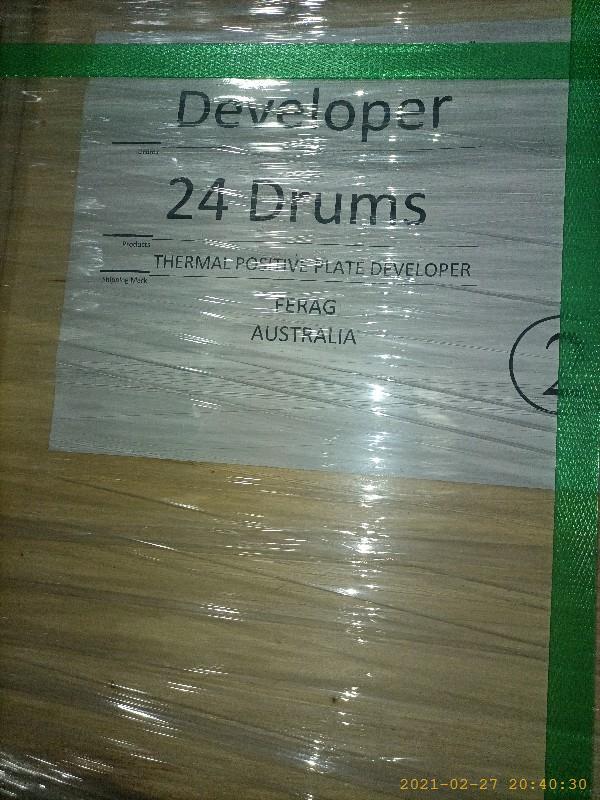 Developer
Drums
24 Drums
Products
THERMAL POSITIVE PLATE DEVELOPER
Shipping Mark
FERAG
AUSTRALIA
2
2021-02-27 20:40:30